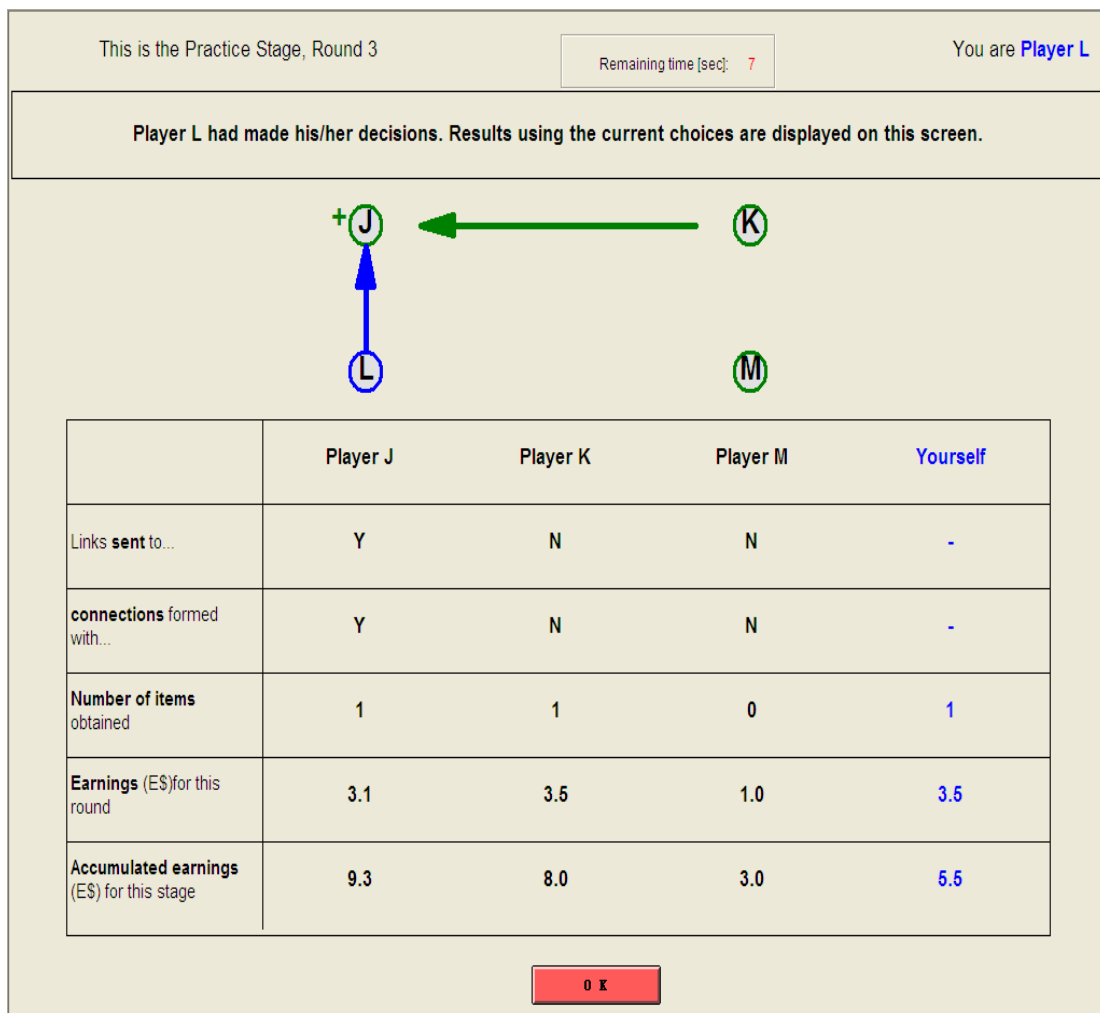 This is the Practice Stage, Round 3
Remaining time [sec]: 7
You are Player L
Player L had made his/her decisions. Results using the current choices are displayed on this screen.
+ J K
L M
Player J Player K Player M Yourself
Links sent to... Y N N -
connections formed
with... Y N N -
Number of items
obtained 1 1 0 1
Earnings (E$)for this
round 3.1 3.5 1.0 3.5
Accumulated earnings
(E$) for this stage 9.3 8.0 3.0 5.5
O K